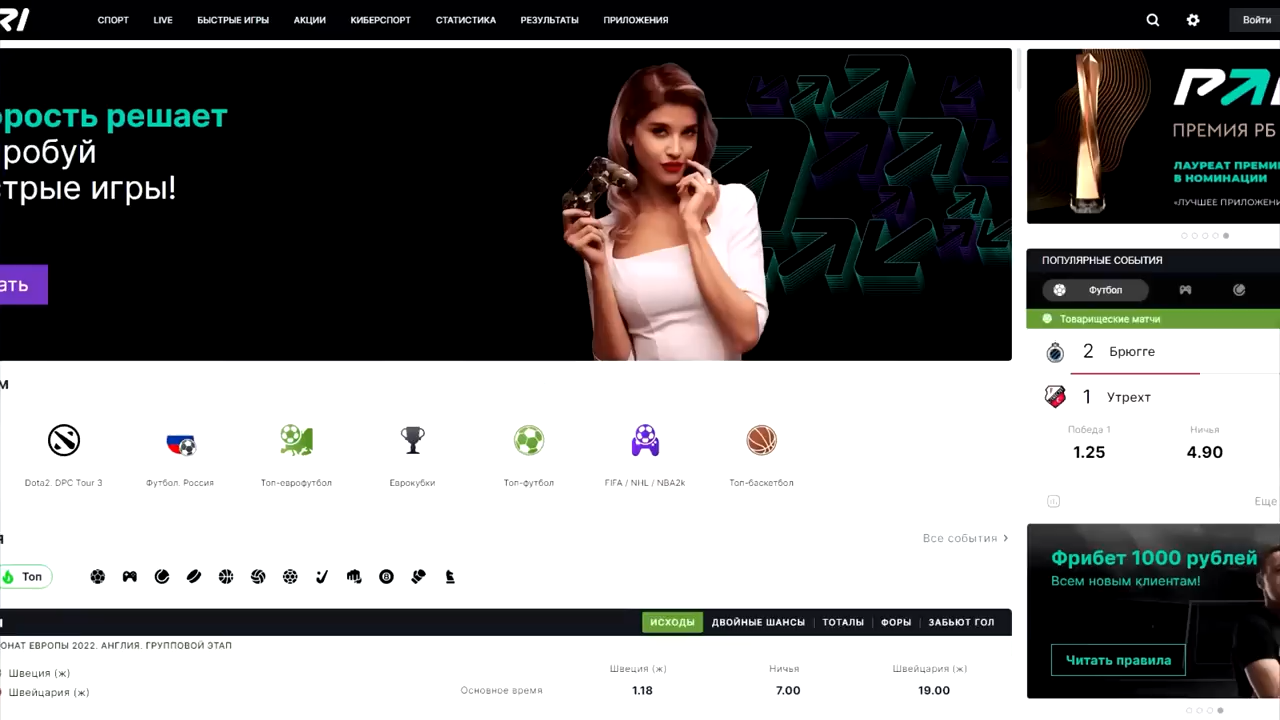 СПОРТ LIVE БЫСТРЫЕ ИГРЫ АКЦИИ КИБЕРСПОРТ СТАТИСТИКА РЕЗУЛЬТАТЫ ПРИЛОЖЕНИЯ Войти
орость решает
робуй
стрые игры!
ать
ПРЕМИЯ РБ
ЛАУРЕАТ ПРЕМИ
В НОМИНАЦИИ
«ЛУЧШЕЕ ПРИЛОЖЕНИ
ПОПУЛЯРНЫЕ СОБЫТИЯ
Футбол
Товарищеские матчи
2 Брюгге
1 Утрехт
Победа 1 Ничья
1.25 4.90
Еще
м
Dota2. DPC Tour 3 Футбол. Россия Топ-еврофутбол Еврокубки Топ-футбол FIFA / NHL / NBA2k Топ-баскетбол
я
Все события >
Топ
ИСХОДЫ ДВОЙНЫЕ ШАНСЫ ТОТАЛЫ ФОРЫ ЗАБЬЮТ ГОЛ
ОНАТ ЕВРОПЫ 2022. АНГЛИЯ. ГРУППОВОЙ ЭТАП
Швеция (ж)
Швейцария (ж)
Основное время
Швеция (ж) Ничья Швейцария (ж)
1.18 7.00 19.00
Фрибет 1000 рублей
Всем новым клиентам!
Читать правила